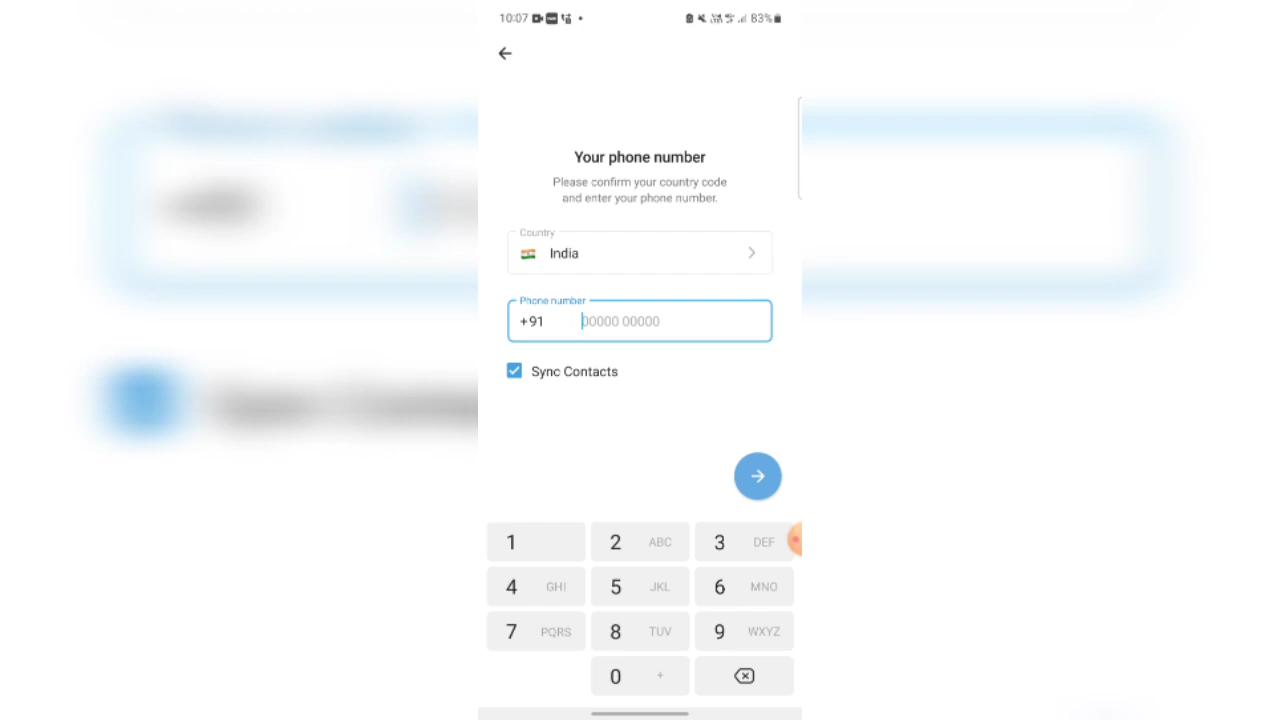 10:07 83%
Your phone number
Please confirm your country code
and enter your phone number.
Country
India
Phone number
+91 00000 00000
Sync Contacts
1 2 ABC 3 DEF
4 GHI 5 JKL 6 MNO
7 PQRS 8 TUV 9 WXYZ
0 +